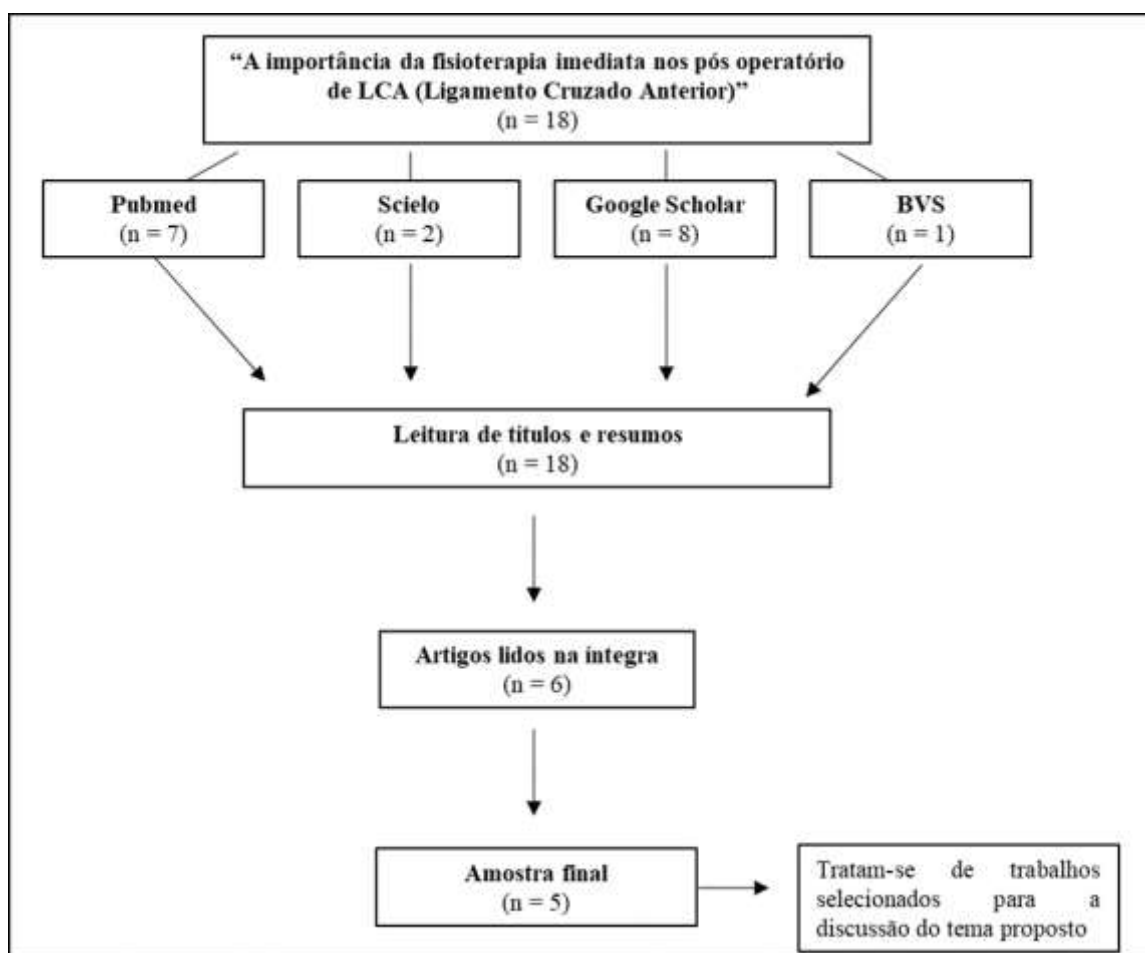 “A importância da fisioterapia imediata nos pós operatório
de LCA (Ligamento Cruzado Anterior)”
(n = 18)
Pubmed
(n = 7)
Scielo
(n = 2)
Google Scholar
(n = 8)
BVS
(n = 1)
Leitura de títulos e resumos
(n = 18)
Artigos lidos na íntegra
(n = 6)
Amostra final
(n = 5)
Tratam-se de trabalhos
selecionados para a
discussão do tema proposto